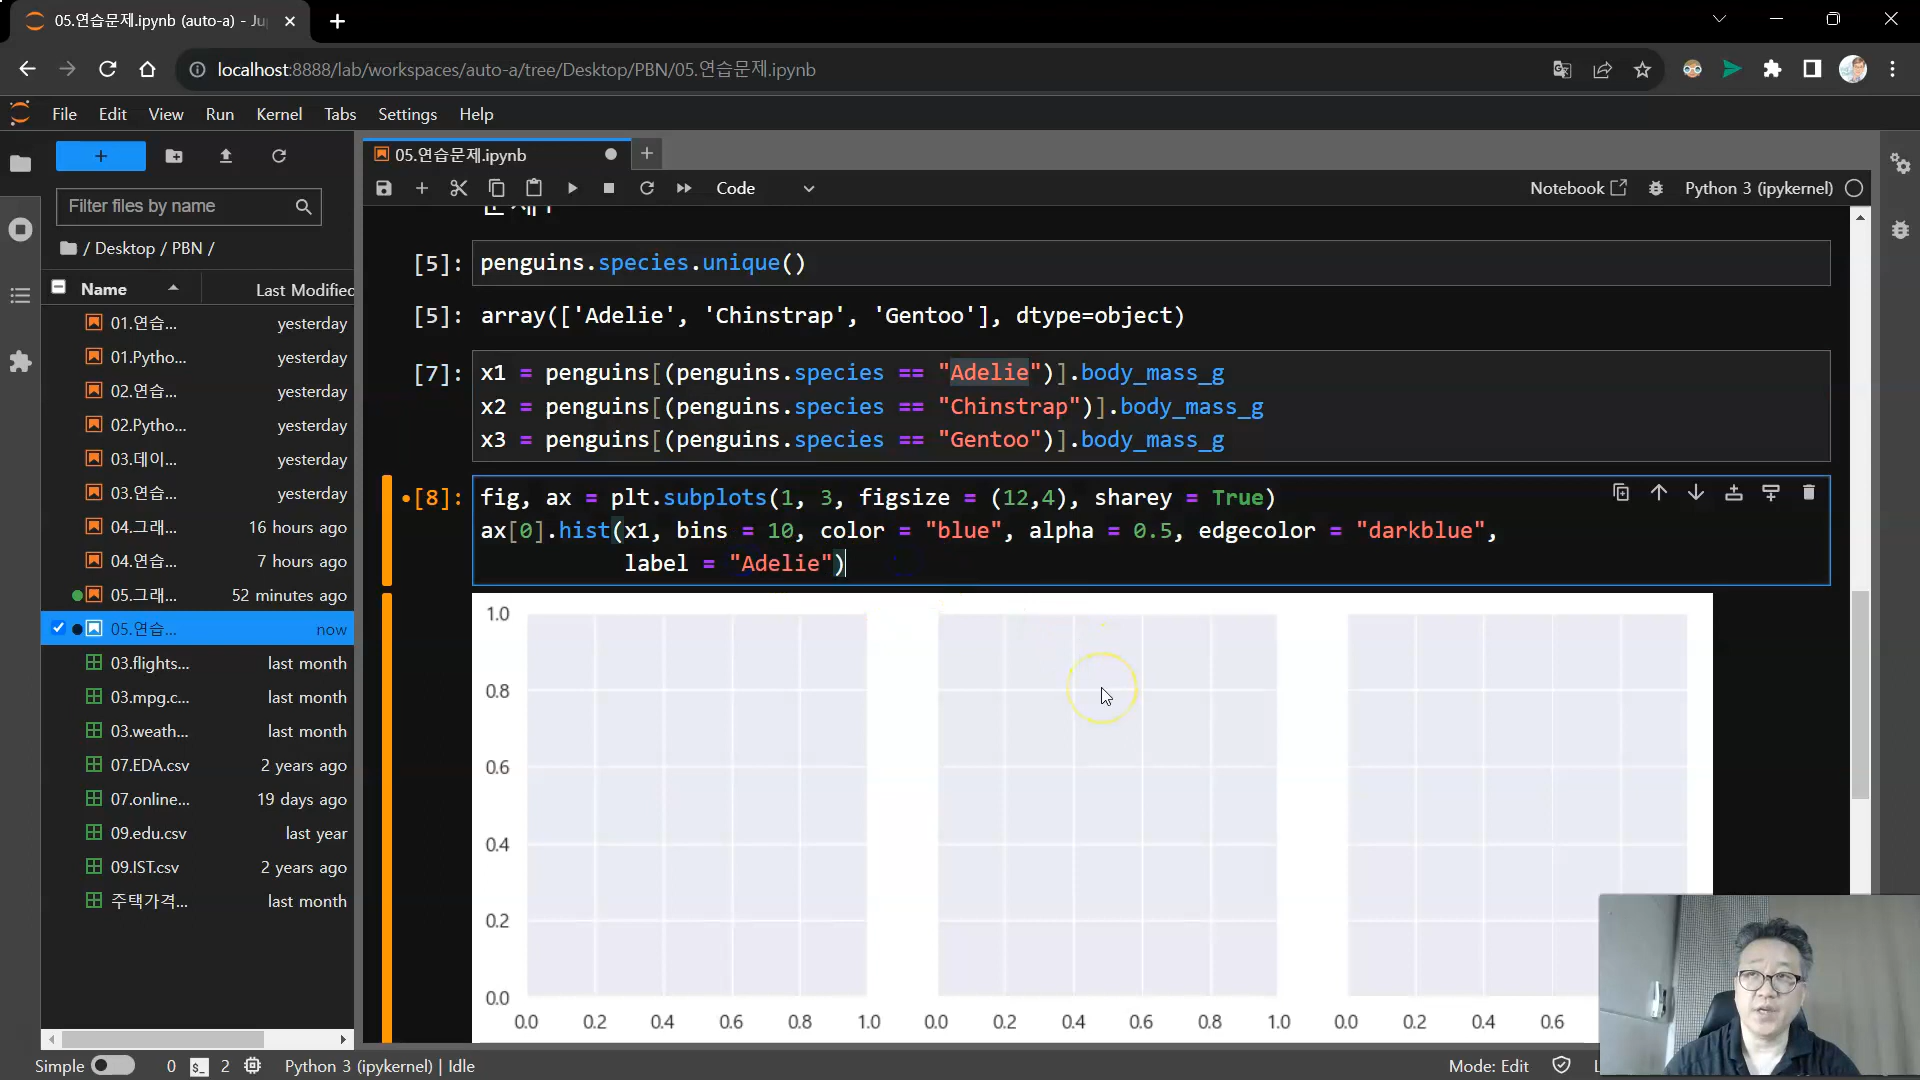 05.연습문제.ipynb (auto-a) - Ju
localhost:8888/lab/workspaces/auto-a/tree/Desktop/PBN/05.연습문제.ipynb
File Edit View Run Kernel Tabs Settings Help
05.연습문제.ipynb
Code
Notebook
Python 3 (ipykernel)
Filter files by name
/ Desktop / PBN /
Name Last Modified
01.연습... yesterday
01.Pytho... yesterday
02.연습... yesterday
02.Pytho... yesterday
03.데이... yesterday
03.연습... yesterday
04.그래... 16 hours ago
04.연습... 7 hours ago
05.그래... 52 minutes ago
05.연습... now
03.flights... last month
03.mpg.c... last month
03.weath... last month
07.EDA.csv 2 years ago
07.online... 19 days ago
09.edu.csv last year
09.IST.csv 2 years ago
주택가격... last month
[5]: penguins.species.unique()
[5]: array(['Adelie', 'Chinstrap', 'Gentoo'], dtype=object)
[7]: x1 = penguins[(penguins.species == "Adelie")].body_mass_g
x2 = penguins[(penguins.species == "Chinstrap")].body_mass_g
x3 = penguins[(penguins.species == "Gentoo")].body_mass_g
•[8]: fig, ax = plt.subplots(1, 3, figsize = (12,4), sharey = True)
ax[0].hist(x1, bins = 10, color = "blue", alpha = 0.5, edgecolor = "darkblue",
label = "Adelie")
1.0
0.8
0.6
0.4
0.2
0.0
0.0 0.2 0.4 0.6 0.8 1.0 0.0 0.2 0.4 0.6 0.8 1.0 0.0 0.2 0.4 0.6
Simple 0 $_ 2 Python 3 (ipykernel) | Idle
Mode: Edit